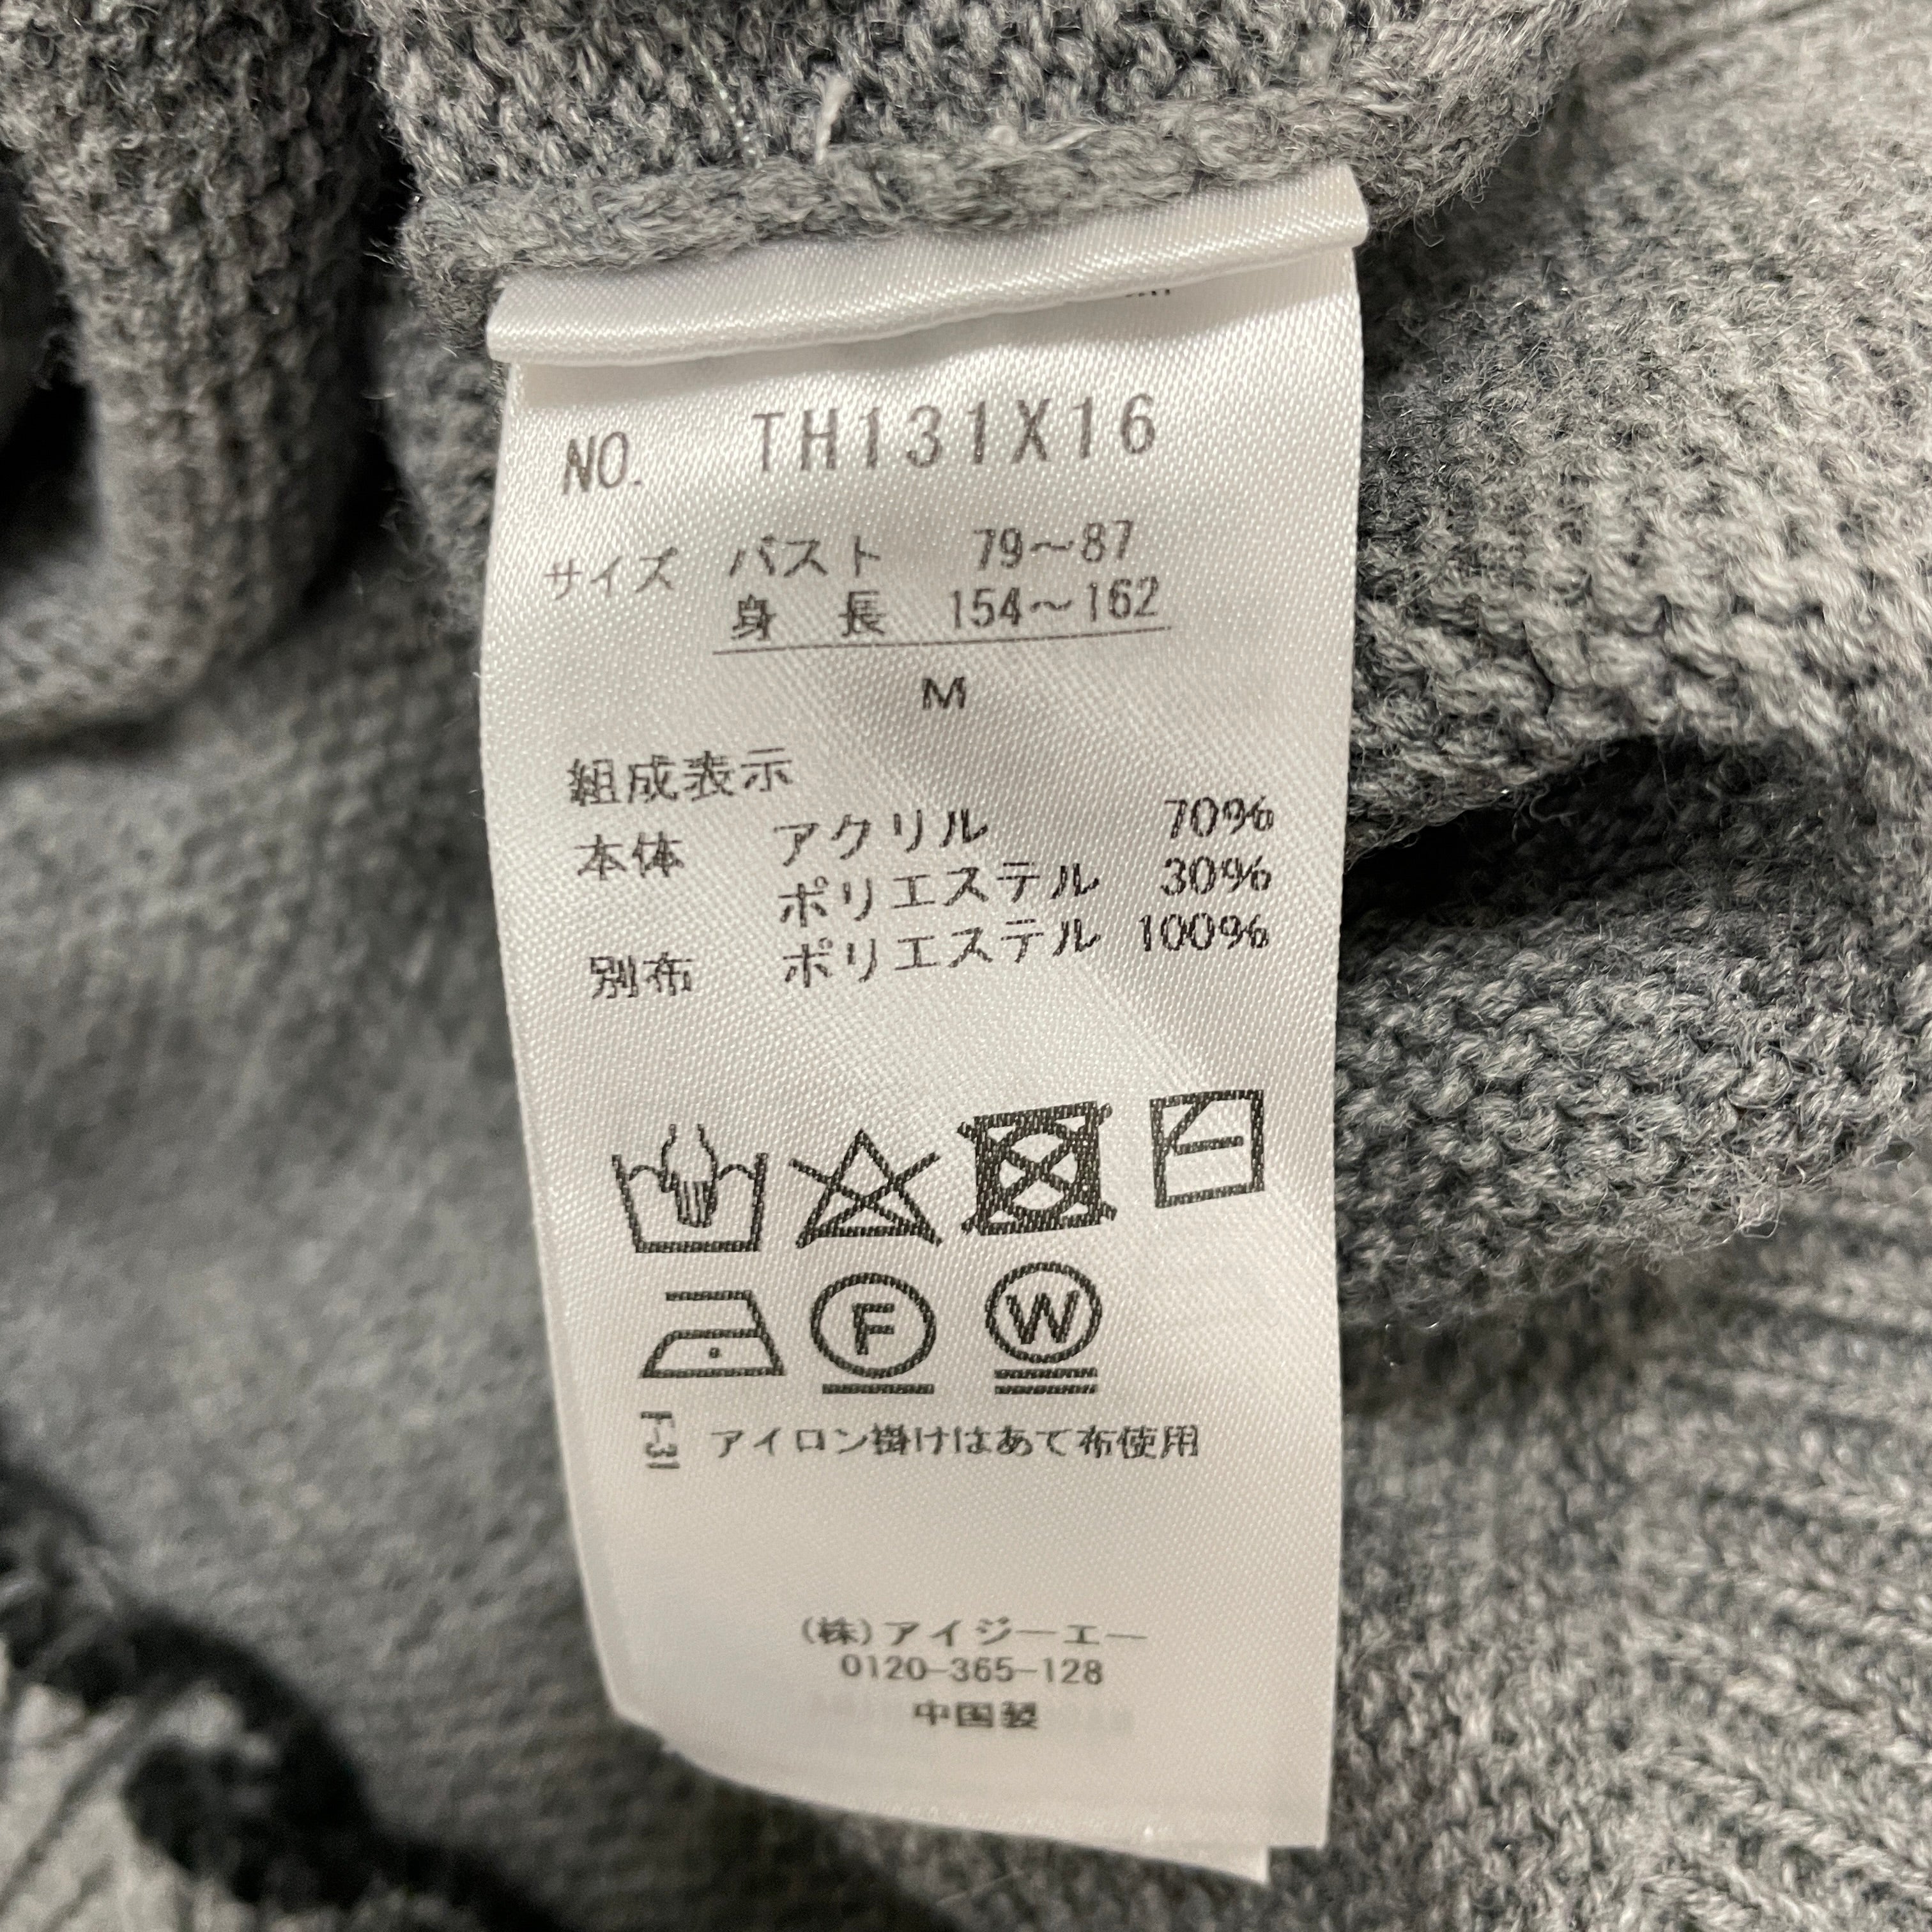 NO. TH131X16
サイズ バスト 79～87
身長 154～162
M
組成表示
本体 アクリル 70%
ポリエステル 30%
別布 ポリエステル 100%
F
W
F-31 アイロン掛けはあて布使用
(株)アイジーエー
0120-365-128
中国製